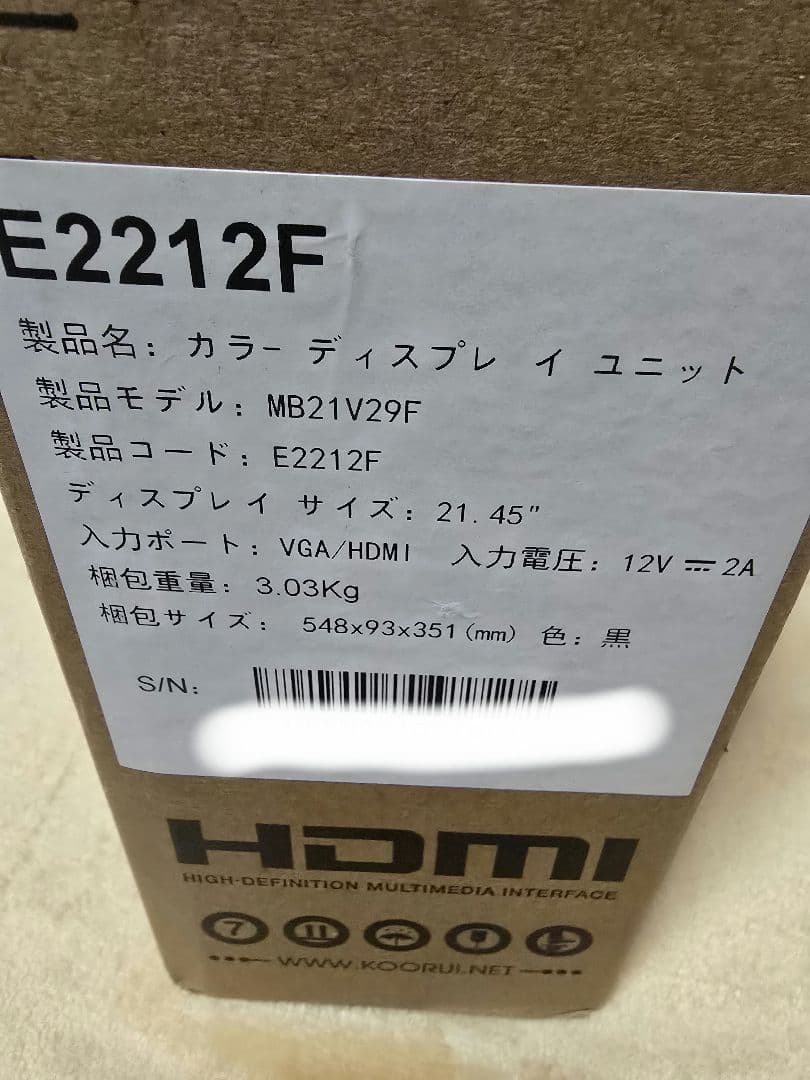 E2212F
製品名: カラー ディスプレ イ ユニット
製品モデル: MB21V29F
製品コード: E2212F
ディスプレイ サイズ: 21.45"
入力ポート: VGA/HDMI 入力電圧: 12V ⎓ 2A
梱包重量: 3.03Kg
梱包サイズ: 548x93x351(mm) 色: 黒
S/N:
HDMI
HIGH-DEFINITION MULTIMEDIA INTERFACE
7
WWW.KOORUI.NET